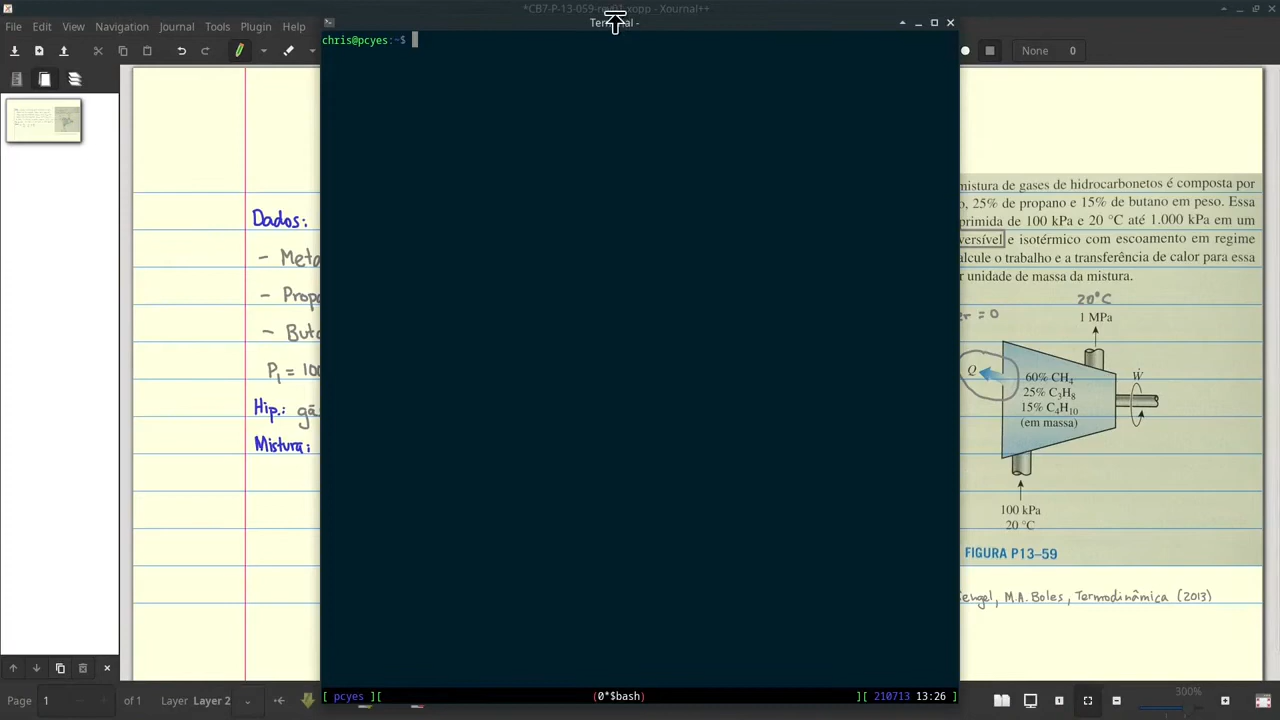 *CB7-P-13-059-rev01.xopp - Xournal++
File Edit View Navigation Journal Tools Plugin Help
Terminal -
None 0
chris@pcyes:~$
Dados:
- Meta
- Propa
- Buta
P₁ = 100
Hip.: gá
Mistura:
mistura de gases de hidrocarbonetos é composta por
o, 25% de propano e 15% de butano em peso. Essa
primida de 100 kPa e 20 °C até 1.000 kPa em um
versível e isotérmico com escoamento em regime
alcule o trabalho e a transferência de calor para essa
r unidade de massa da mistura.
20°C
er = 0
1 MPa
Q
Ẇ
60% CH₄
25% C₃H₈
15% C₄H₁₀
(em massa)
100 kPa
20 °C
FIGURA P13–59
engel, M.A. Boles, Termodinâmica (2013)
[ pcyes ][ (0*$bash) ][ 210713 13:26 ]
Page 1 of 1 Layer: Layer 2 300%